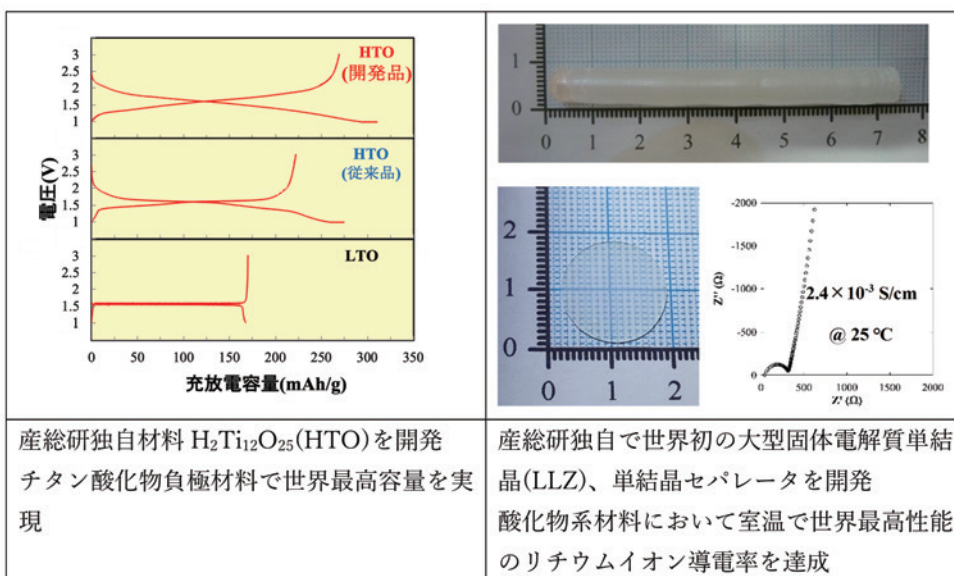 HTO
(開発品)
3
2.5
2
1.5
1
HTO
(従来品)
3
2.5
2
1.5
1
LTO
3
2.5
2
1.5
1
電圧(V)
0 50 100 150 200 250 300 350
充放電容量(mAh/g)
1
0
0 1 2 3 4 5 6 7 8
2
1
0
0 1 2
-2000
-1500
-1000
-500
0
Z'' (Ω)
2.4×10⁻³ S/cm
@ 25 ℃
0 500 1000 1500 2000
Z' (Ω)
産総研独自材料 H₂Ti₁₂O₂₅(HTO)を開発
チタン酸化物負極材料で世界最高容量を実
現
産総研独自で世界初の大型固体電解質単結
晶(LLZ)、単結晶セパレータを開発
酸化物系材料において室温で世界最高性能
のリチウムイオン導電率を達成